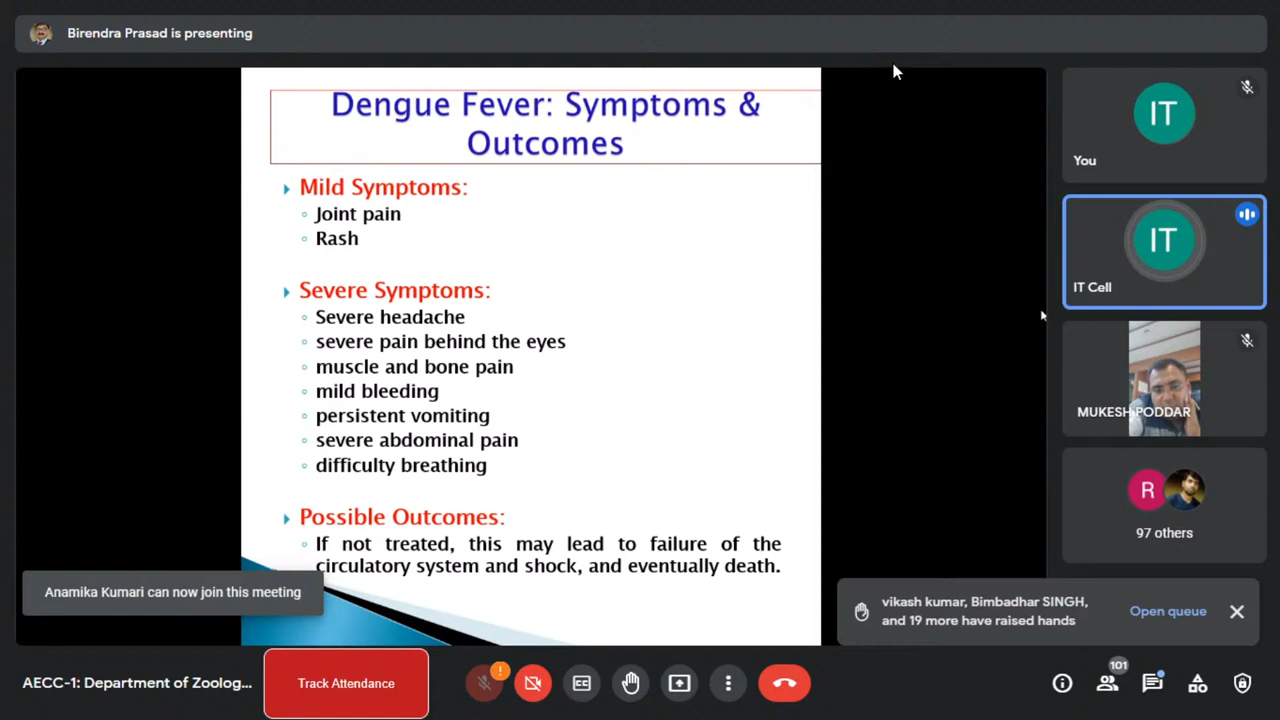 Birendra Prasad is presenting
Dengue Fever: Symptoms &
Outcomes
Mild Symptoms:
Joint pain
Rash
Severe Symptoms:
Severe headache
severe pain behind the eyes
muscle and bone pain
mild bleeding
persistent vomiting
severe abdominal pain
difficulty breathing
Possible Outcomes:
If not treated, this may lead to failure of the
circulatory system and shock, and eventually death.
Anamika Kumari can now join this meeting
IT
You
IT
IT Cell
MUKESH PODDAR
R
97 others
vikash kumar, Bimbadhar SINGH,
and 19 more have raised hands
Open queue
AECC-1: Department of Zoolog...
Track Attendance
!
CC
101